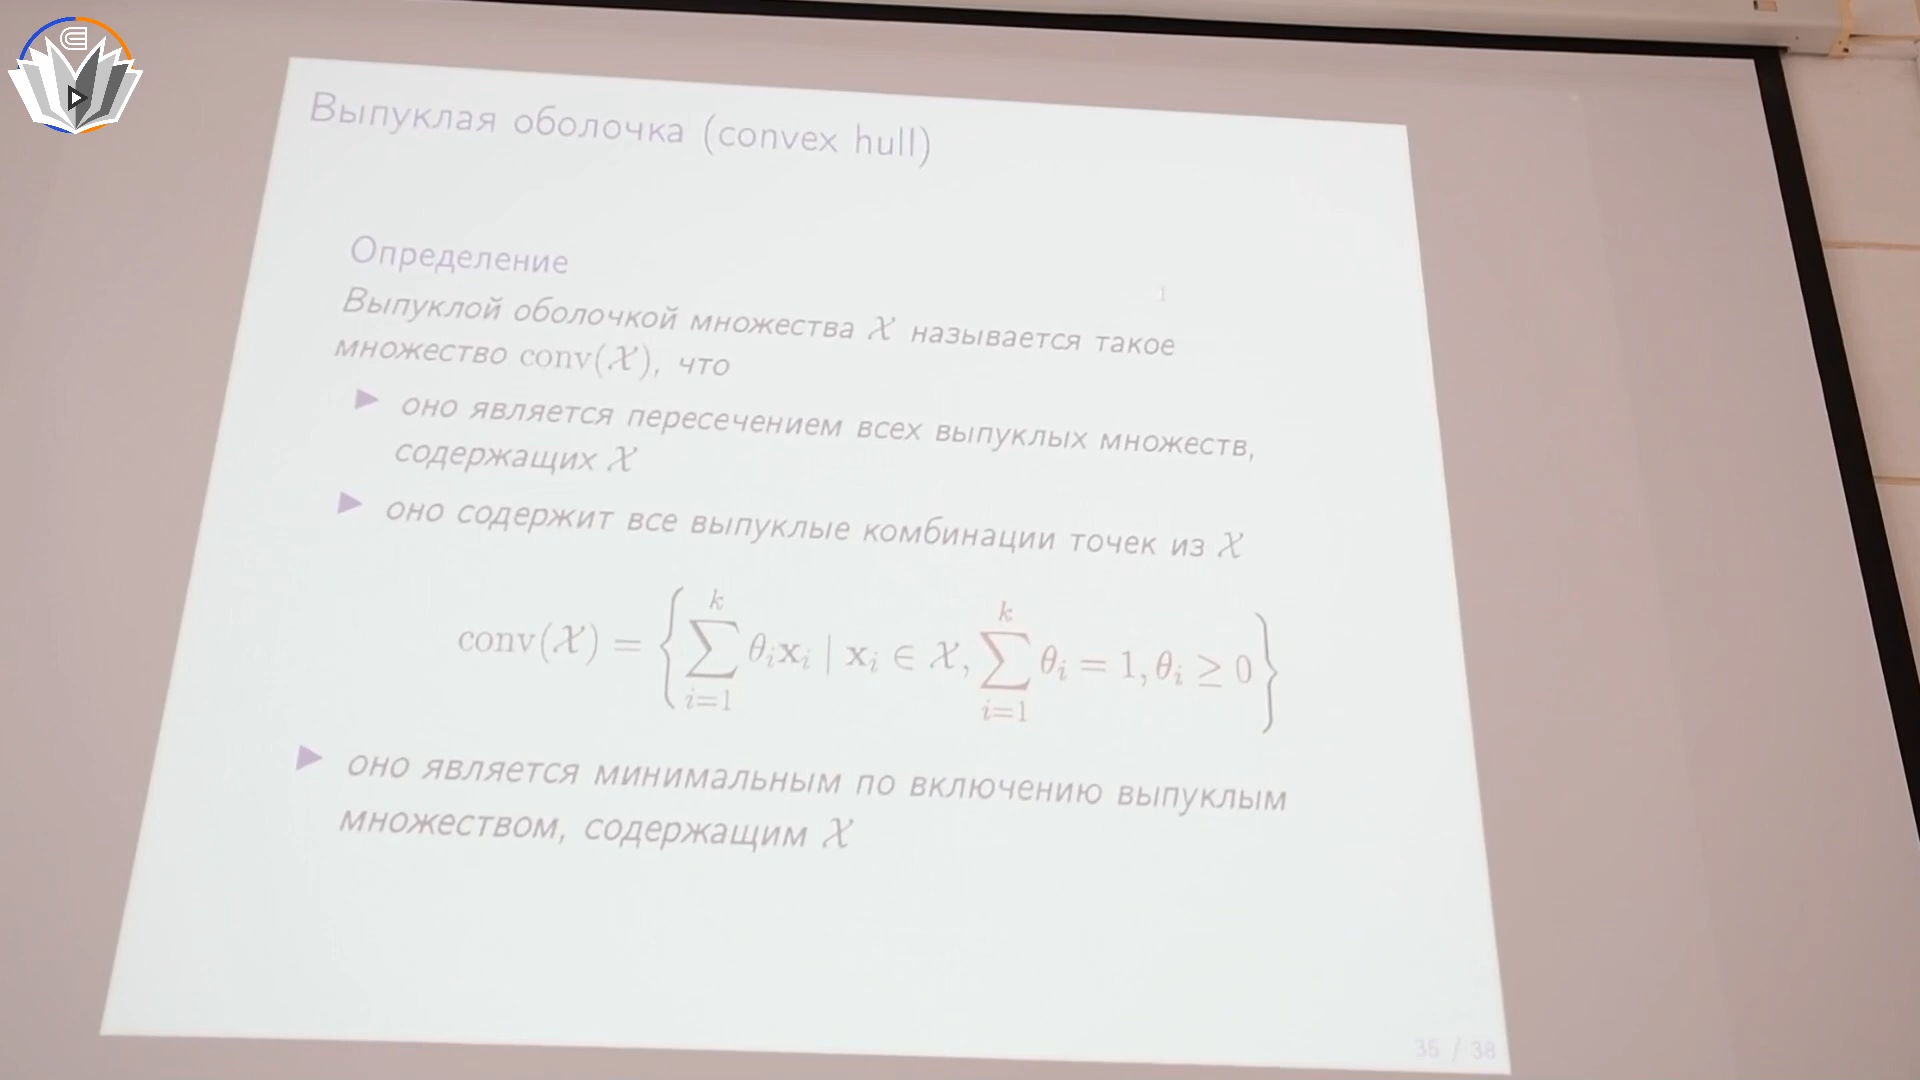 Выпуклая оболочка (convex hull)
Определение
Выпуклой оболочкой множества 𝒳 называется такое
множество conv(𝒳), что
▶ оно является пересечением всех выпуклых множеств,
содержащих 𝒳
▶ оно содержит все выпуклые комбинации точек из 𝒳
conv(𝒳) = { ∑_{i=1}^{k} θ_i x_i | x_i ∈ 𝒳, ∑_{i=1}^{k} θ_i = 1, θ_i ≥ 0 }
▶ оно является минимальным по включению выпуклым
множеством, содержащим 𝒳
35 / 38